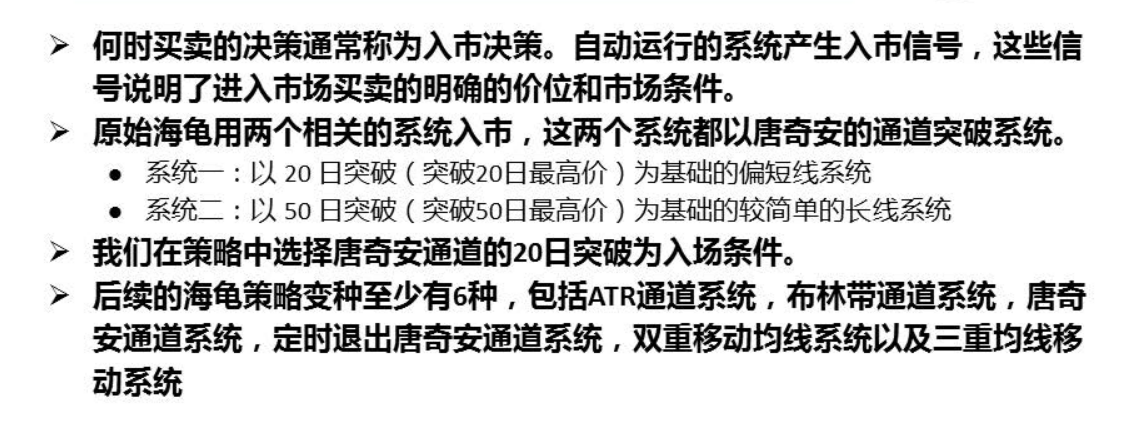 ➢ 何时买卖的决策通常称为入市决策。自动运行的系统产生入市信号，这些信
号说明了进入市场买卖的明确的价位和市场条件。
➢ 原始海龟用两个相关的系统入市，这两个系统都以唐奇安的通道突破系统。
● 系统一：以 20 日突破（突破20日最高价）为基础的偏短线系统
● 系统二：以 50 日突破（突破50日最高价）为基础的较简单的长线系统
➢ 我们在策略中选择唐奇安通道的20日突破为入场条件。
➢ 后续的海龟策略变种至少有6种，包括ATR通道系统，布林带通道系统，唐奇
安通道系统，定时退出唐奇安通道系统，双重移动均线系统以及三重均线移
动系统